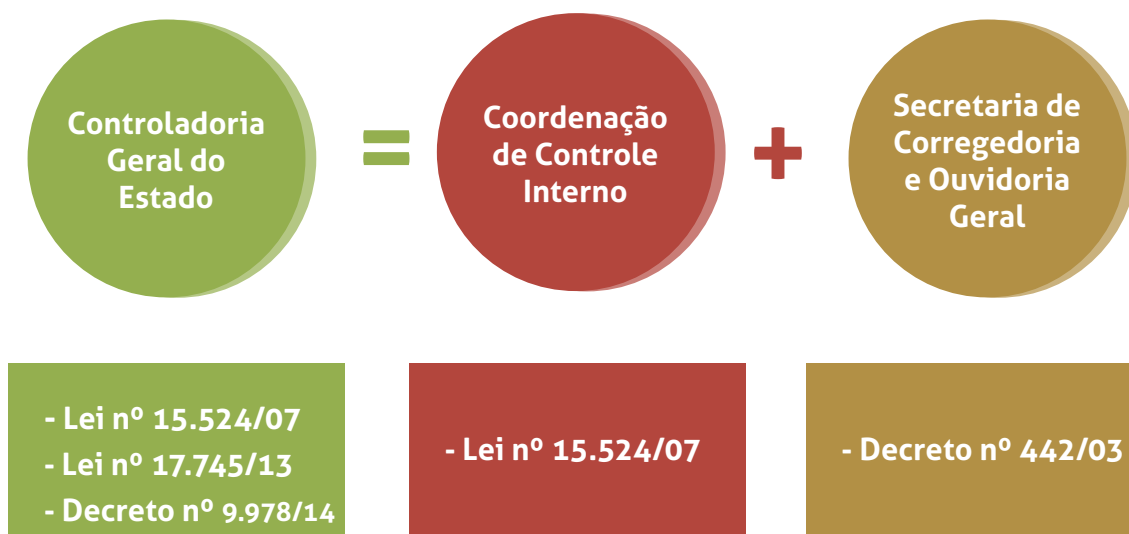 Controladoria
Geral do
Estado
=
Coordenação
de Controle
Interno
+
Secretaria de
Corregedoria
e Ouvidoria
Geral
- Lei nº 15.524/07
- Lei nº 17.745/13
- Decreto nº 9.978/14
- Lei nº 15.524/07
- Decreto nº 442/03